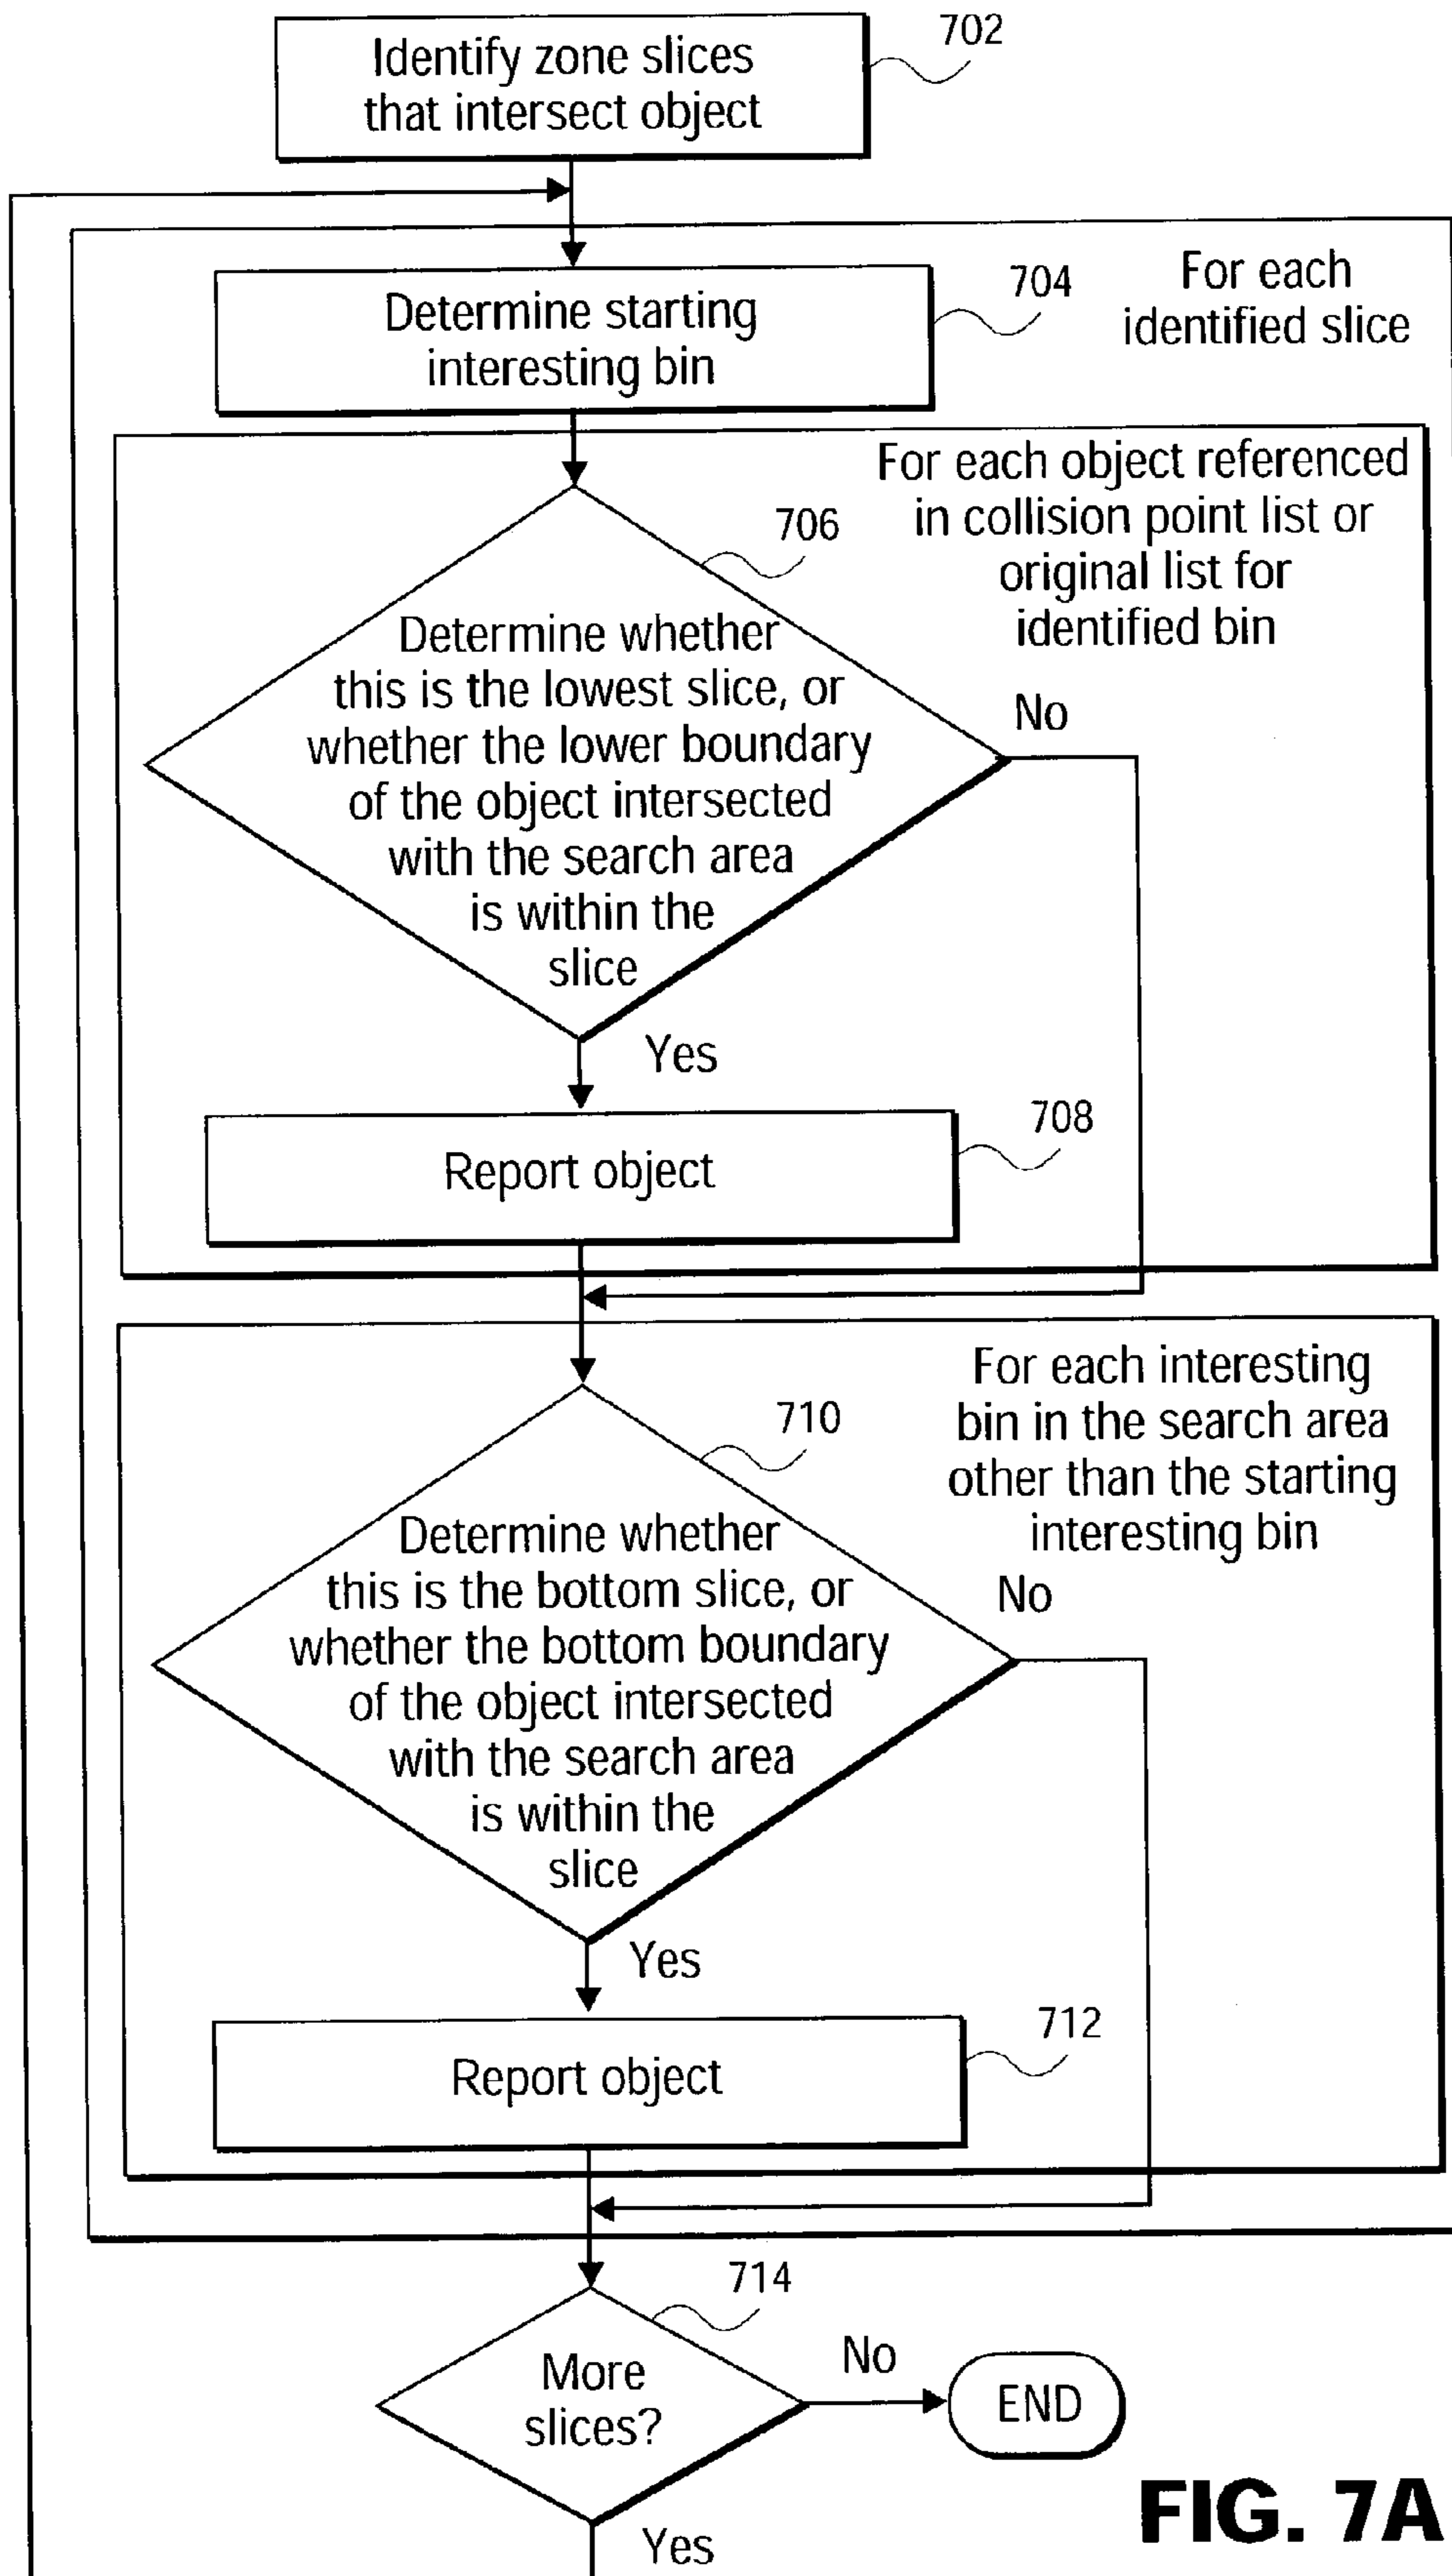 Identify zone slices
that intersect object
702
Determine starting
interesting bin
704
For each
identified slice
For each object referenced
in collision point list or
original list for
identified bin
706
Determine whether
this is the lowest slice, or
whether the lower boundary
of the object intersected
with the search area
is within the
slice
No
Yes
Report object
708
For each interesting
bin in the search area
other than the starting
interesting bin
710
Determine whether
this is the bottom slice, or
whether the bottom boundary
of the object intersected
with the search area
is within the
slice
No
Yes
Report object
712
714
More
slices?
No
END
Yes
FIG. 7A